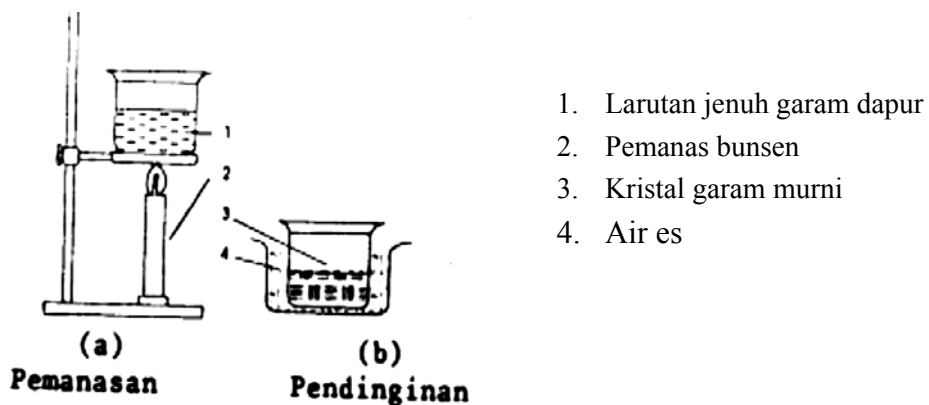 1
2
3
4
(a)
Pemanasan
(b)
Pendinginan
1. Larutan jenuh garam dapur
2. Pemanas bunsen
3. Kristal garam murni
4. Air es